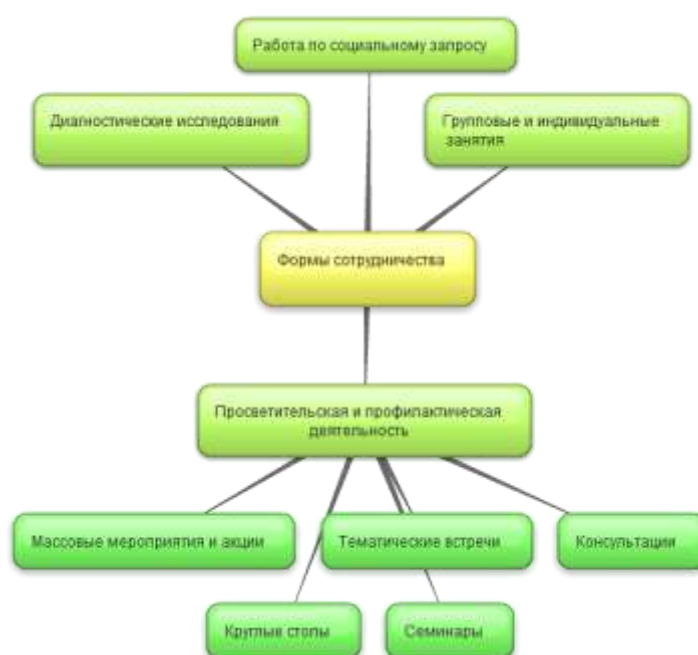 Работа по социальному запросу
Диагностические исследования
Групповые и индивидуальные
занятия
Формы сотрудничества
Просветительская и профилактическая
деятельность
Массовые мероприятия и акции
Тематические встречи
Консультации
Круглые столы
Семинары